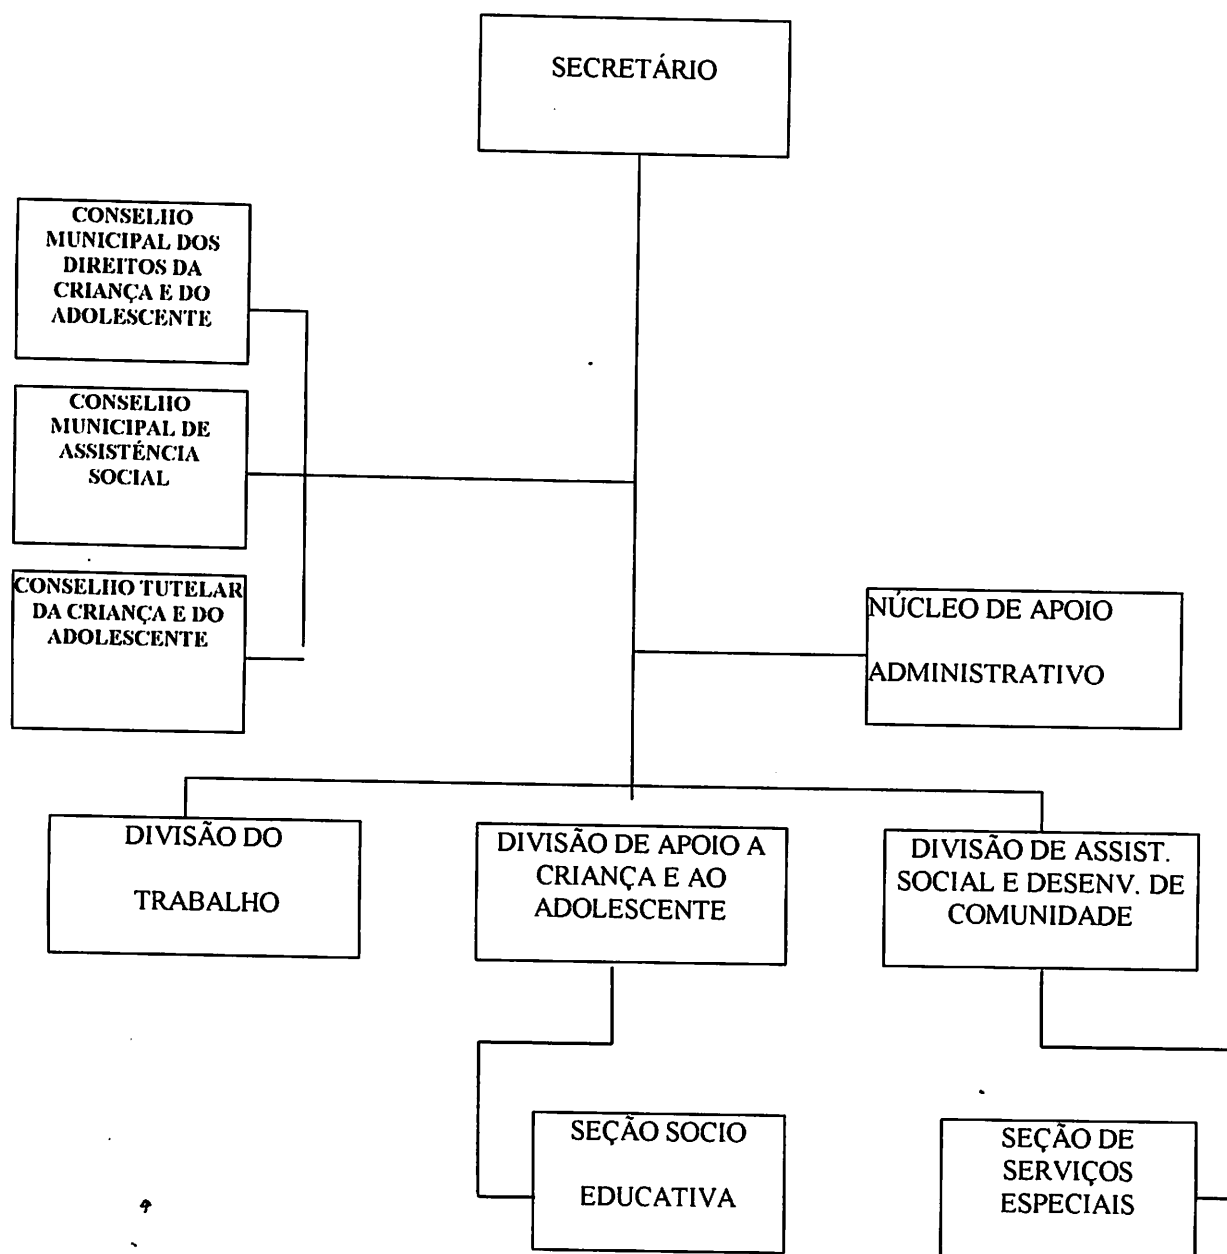 SECRETÁRIO
CONSELHO
MUNICIPAL DOS
DIREITOS DA
CRIANÇA E DO
ADOLESCENTE
CONSELHO
MUNICIPAL DE
ASSISTÊNCIA
SOCIAL
CONSELHO TUTELAR
DA CRIANÇA E DO
ADOLESCENTE
NÚCLEO DE APOIO
ADMINISTRATIVO
DIVISÃO DO
TRABALHO
DIVISÃO DE APOIO A
CRIANÇA E AO
ADOLESCENTE
DIVISÃO DE ASSIST.
SOCIAL E DESENV. DE
COMUNIDADE
SEÇÃO SOCIO
EDUCATIVA
SEÇÃO DE
SERVIÇOS
ESPECIAIS